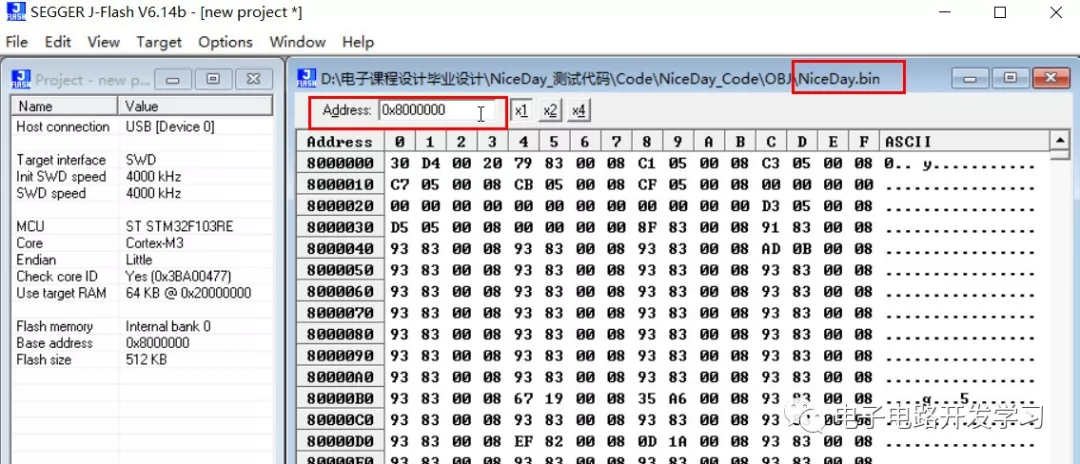 SEGGER J-Flash V6.14b - [new project *]
File Edit View Target Options Window Help
Project - new p...
D:\电子课程设计毕业设计\NiceDay_测试代码\Code\NiceDay_Code\OBJ\NiceDay.bin
Name Value
Host connection USB [Device 0]
Target interface SWD
Init SWD speed 4000 kHz
SWD speed 4000 kHz
MCU ST STM32F103RE
Core Cortex-M3
Endian Little
Check core ID Yes (0x3BA00477)
Use target RAM 64 KB @ 0x20000000
Flash memory Internal bank 0
Base address 0x8000000
Flash size 512 KB
Address: 0x8000000 x1 x2 x4
Address 0 1 2 3 4 5 6 7 8 9 A B C D E F ASCII
8000000 30 D4 00 20 79 83 00 08 C1 05 00 08 C3 05 00 08 0.. y...........
8000010 C7 05 00 08 CB 05 00 08 CF 05 00 08 00 00 00 00 ................
8000020 00 00 00 00 00 00 00 00 00 00 00 00 D3 05 00 08 ................
8000030 D5 05 00 08 00 00 00 00 8F 83 00 08 91 83 00 08 ................
8000040 93 83 00 08 93 83 00 08 93 83 00 08 AD 0B 00 08 ................
8000050 93 83 00 08 93 83 00 08 93 83 00 08 93 83 00 08 ................
8000060 93 83 00 08 93 83 00 08 93 83 00 08 93 83 00 08 ................
8000070 93 83 00 08 93 83 00 08 93 83 00 08 93 83 00 08 ................
8000080 93 83 00 08 93 83 00 08 93 83 00 08 93 83 00 08 ................
8000090 93 83 00 08 93 83 00 08 93 83 00 08 93 83 00 08 ................
80000A0 93 83 00 08 93 83 00 08 93 83 00 08 93 83 00 08 ................
80000B0 93 83 00 08 93 83 00 08 67 19 00 08 35 A6 00 08 93 83 00 08 ....g...5.......
80000C0 93 83 00 08 93 83 00 08 93 83 00 08 93
80000D0 93 83 00 08 EF 82 00 08 0D 1A 00 08 93 83 00 08 ................
电子电路开发学习